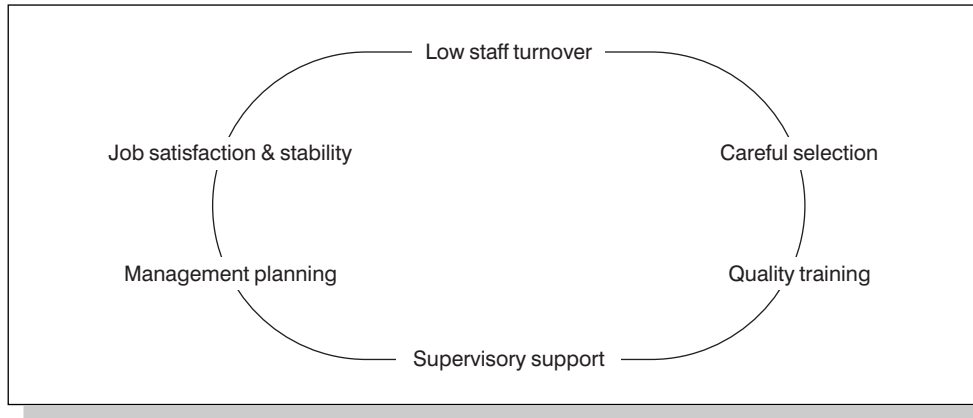 Low staff turnover
Job satisfaction & stability
Careful selection
Management planning
Quality training
Supervisory support